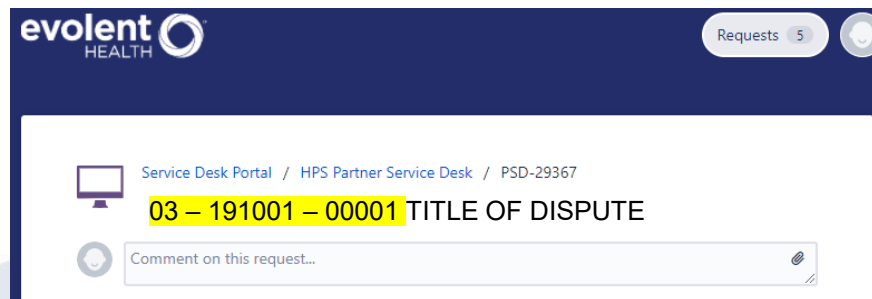 evolent
HEALTH
Requests 5
Service Desk Portal / HPS Partner Service Desk / PSD-29367
03 – 191001 – 00001 TITLE OF DISPUTE
Comment on this request...